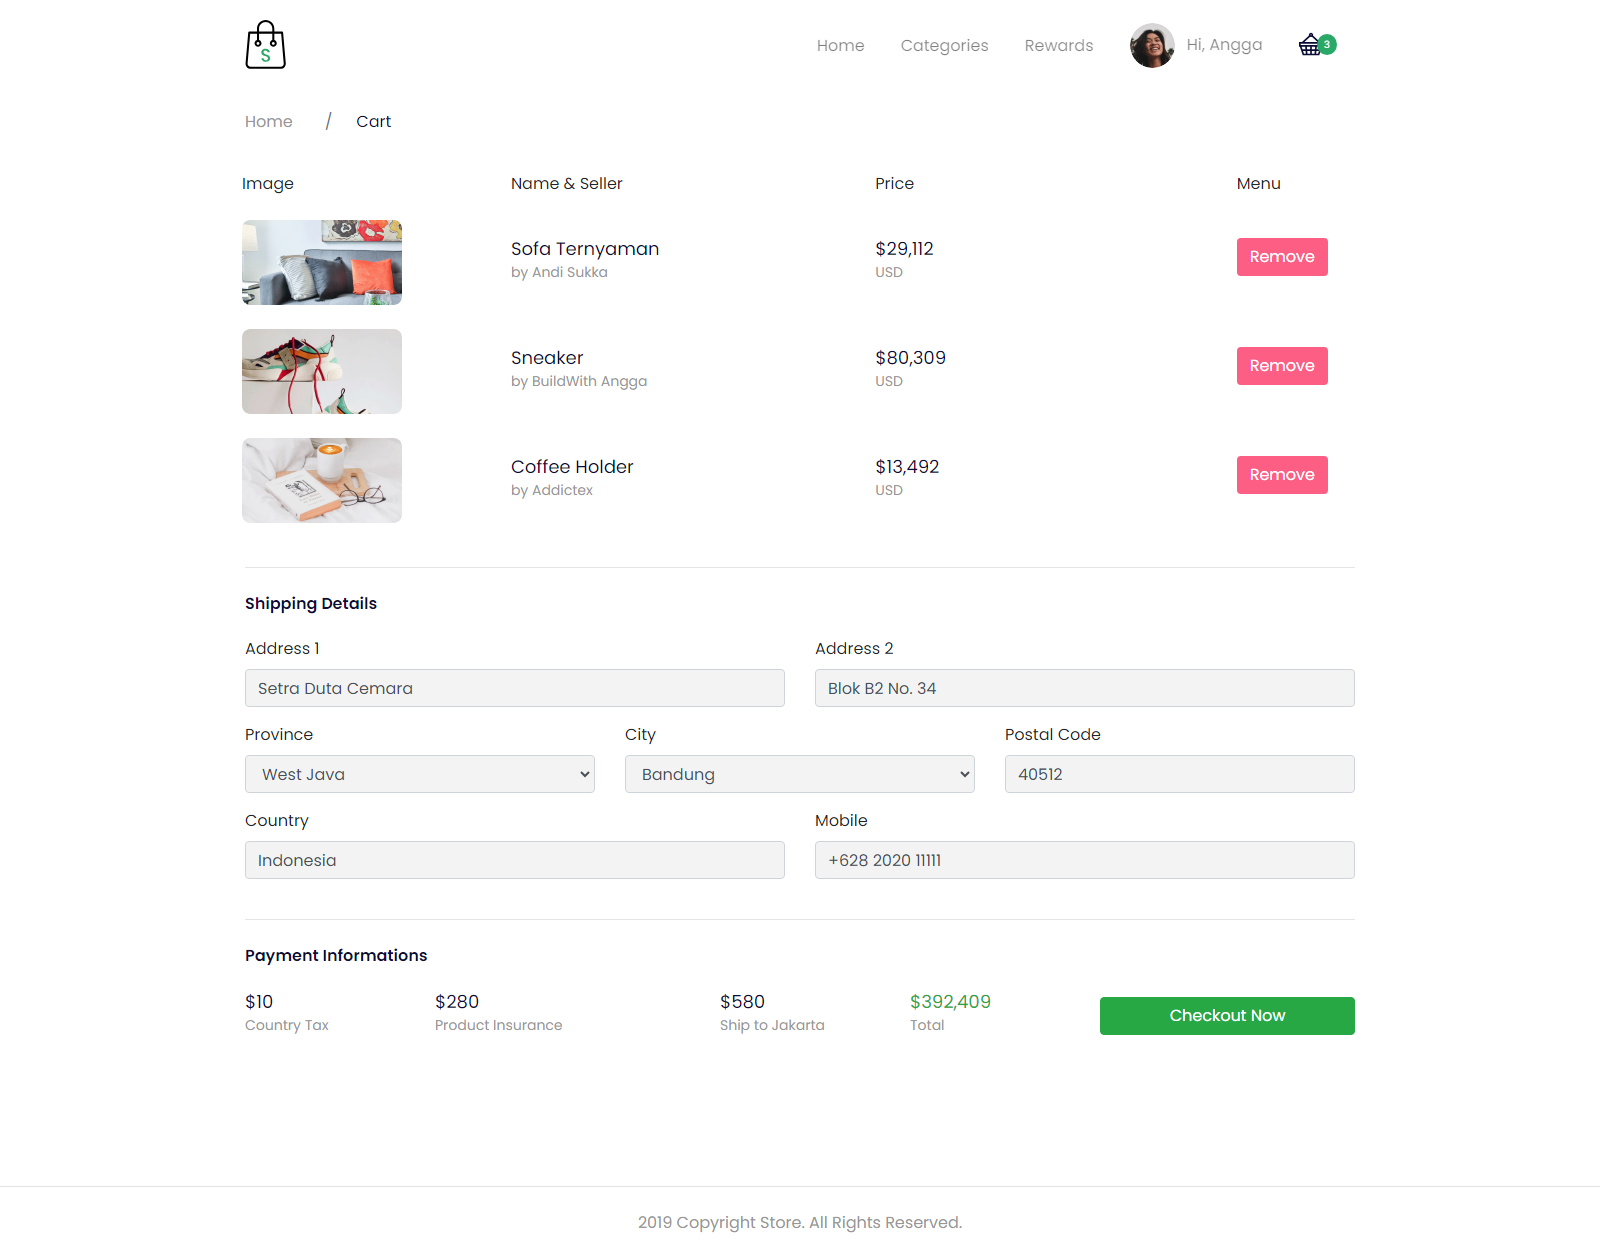 S
Home Categories Rewards Hi, Angga 3
Home / Cart
Image Name & Seller Price Menu
Sofa Ternyaman $29,112 Remove
by Andi Sukka USD
Sneaker $80,309 Remove
by BuildWith Angga USD
Coffee Holder $13,492 Remove
by Addictex USD
Shipping Details
Address 1 Address 2
Setra Duta Cemara Blok B2 No. 34
Province City Postal Code
West Java Bandung 40512
Country Mobile
Indonesia +628 2020 11111
Payment Informations
$10 $280 $580 $392,409 Checkout Now
Country Tax Product Insurance Ship to Jakarta Total
2019 Copyright Store. All Rights Reserved.